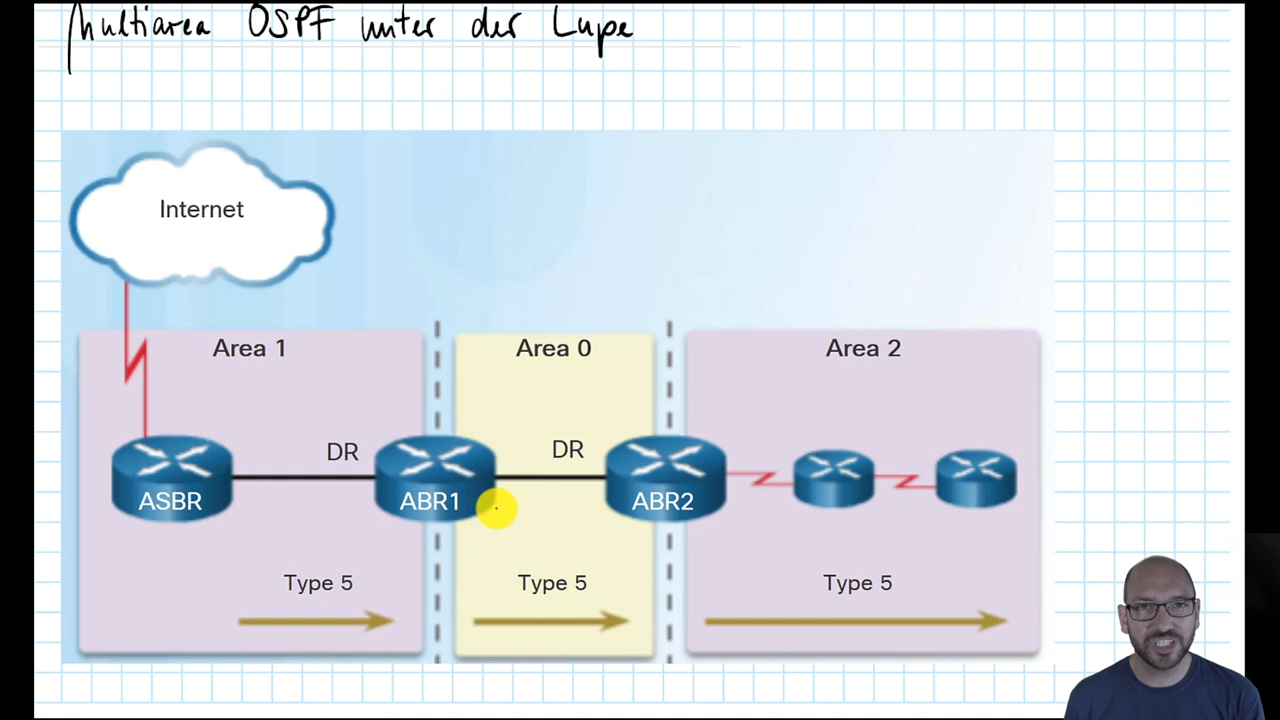 Multiarea OSPF unter der Lupe
Internet
Area 1
Area 0
Area 2
DR
DR
ASBR
ABR1
ABR2
Type 5
Type 5
Type 5